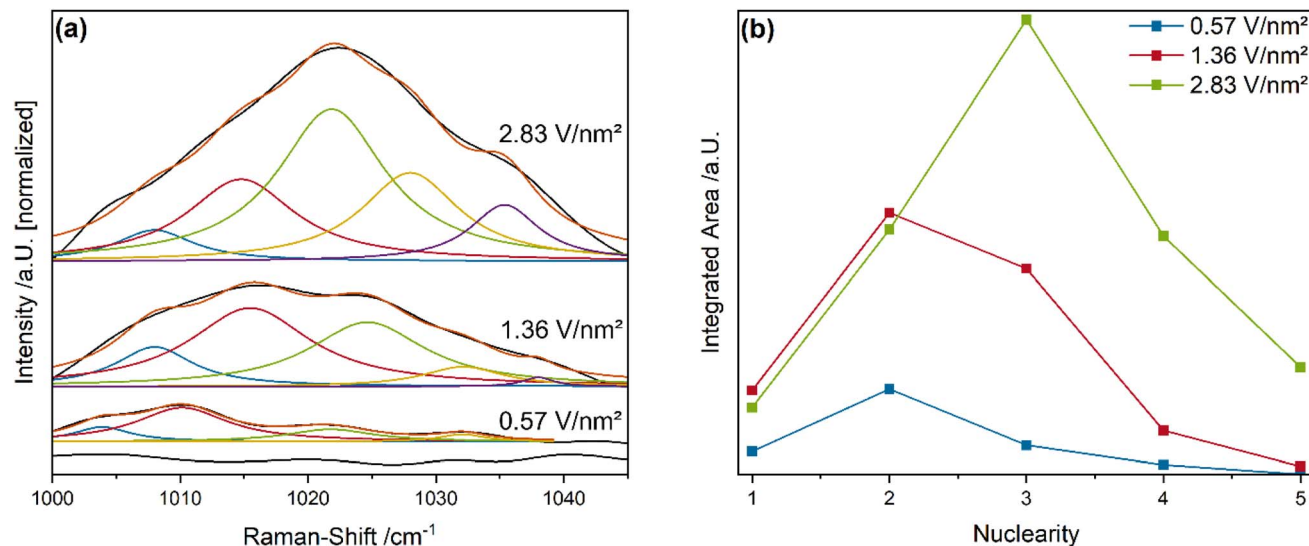 (a)
2.83 V/nm²
1.36 V/nm²
0.57 V/nm²
Intensity /a.U. [normalized]
1000 1010 1020 1030 1040
Raman-Shift /cm⁻¹
(b)
0.57 V/nm²
1.36 V/nm²
2.83 V/nm²
Integrated Area /a.U.
1 2 3 4 5
Nuclearity